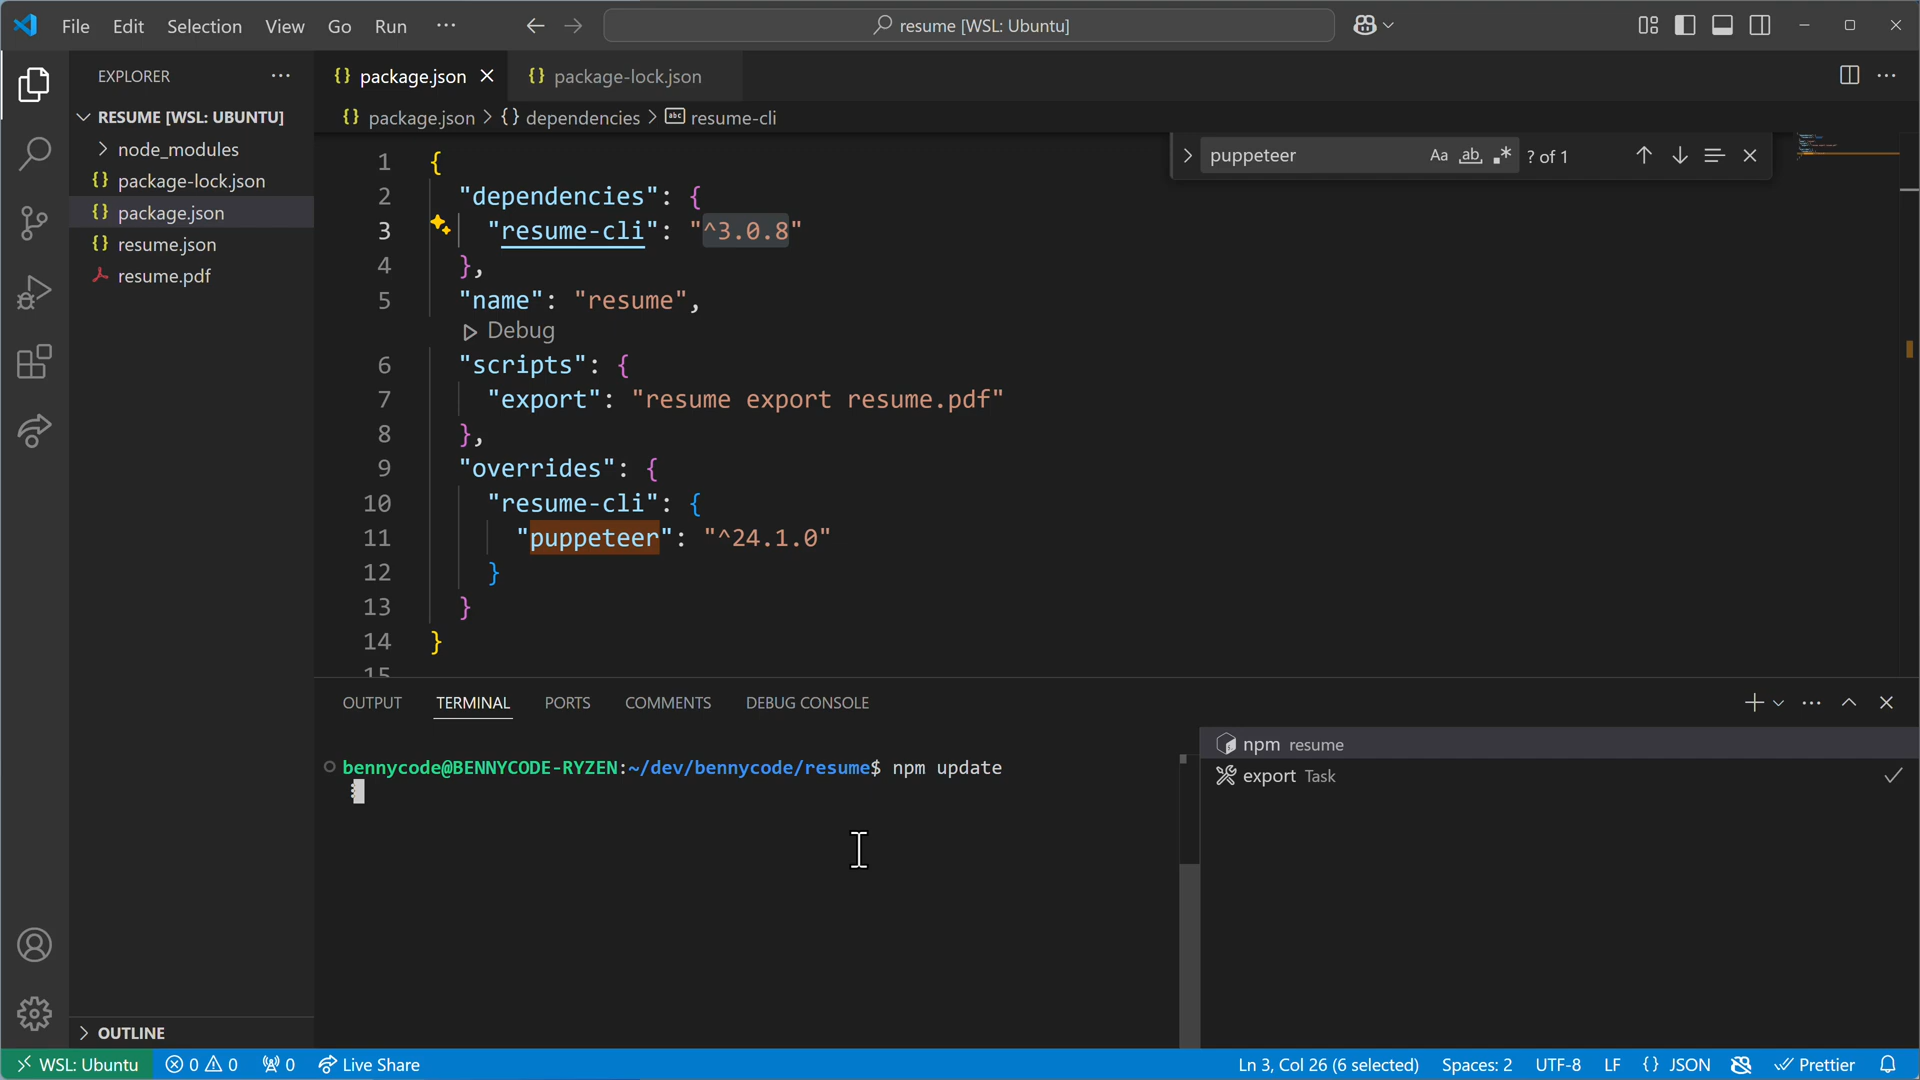 File Edit Selection View Go Run ··· resume [WSL: Ubuntu]
EXPLORER ···
RESUME [WSL: UBUNTU]
node_modules
{} package-lock.json
{} package.json
{} resume.json
resume.pdf
OUTLINE
{} package.json {} package-lock.json ···
{} package.json > {} dependencies > abc resume-cli
puppeteer Aa ab .* ? of 1
1 {
2 "dependencies": {
3 "resume-cli": "^3.0.8"
4 },
5 "name": "resume",
Debug
6 "scripts": {
7 "export": "resume export resume.pdf"
8 },
9 "overrides": {
10 "resume-cli": {
11 "puppeteer": "^24.1.0"
12 }
13 }
14 }
15
OUTPUT TERMINAL PORTS COMMENTS DEBUG CONSOLE
bennycode@BENNYCODE-RYZEN:~/dev/bennycode/resume$ npm update
npm resume
export Task
WSL: Ubuntu 0 0 0 Live Share Ln 3, Col 26 (6 selected) Spaces: 2 UTF-8 LF {} JSON Prettier